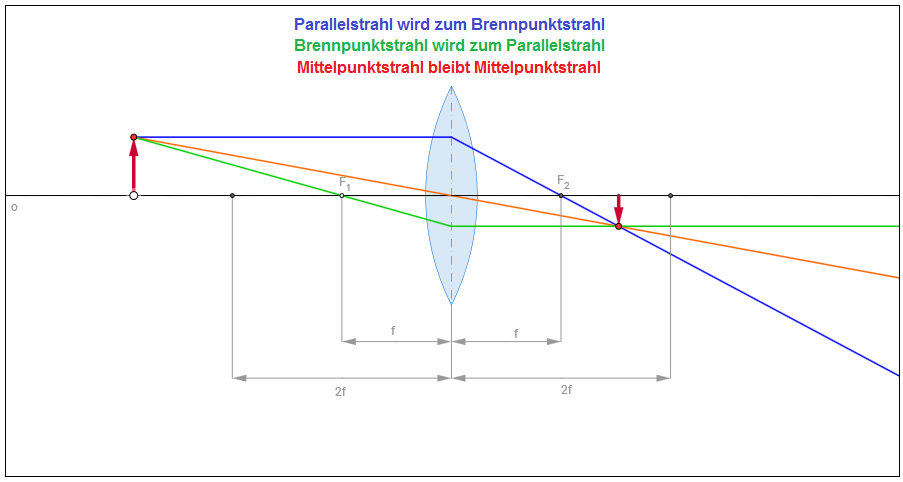 Parallelstrahl wird zum Brennpunktstrahl
Brennpunktstrahl wird zum Parallelstrahl
Mittelpunktstrahl bleibt Mittelpunktstrahl
F1
F2
o
f
f
2f
2f